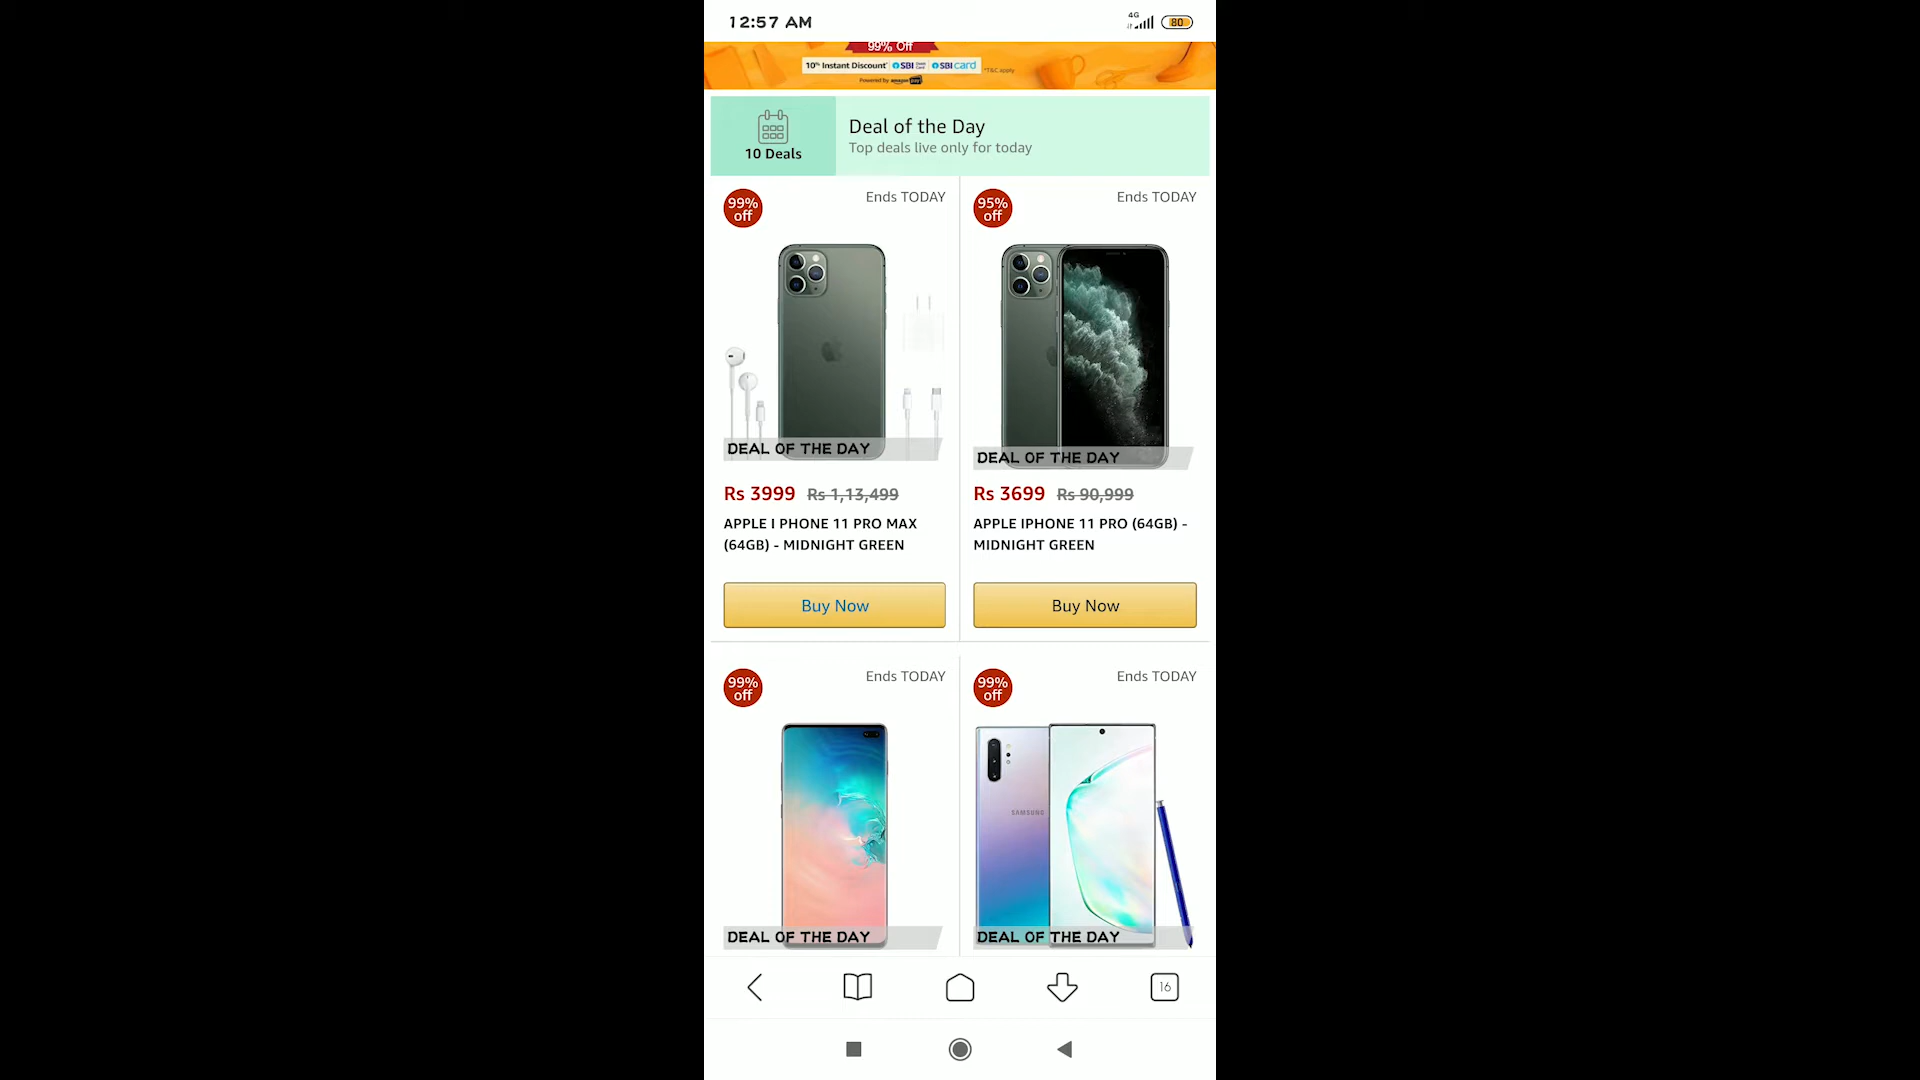 12:57 AM
4G
80
99% Off
10% Instant Discount* SBI SBI card
*T&C apply
Powered by amazon pay
Deal of the Day
10 Deals
Top deals live only for today
99% off
Ends TODAY
95% off
Ends TODAY
DEAL OF THE DAY
DEAL OF THE DAY
Rs 3999 Rs 1,13,499
Rs 3699 Rs 90,999
APPLE I PHONE 11 PRO MAX
(64GB) - MIDNIGHT GREEN
APPLE IPHONE 11 PRO (64GB) -
MIDNIGHT GREEN
Buy Now
Buy Now
99% off
Ends TODAY
99% off
Ends TODAY
SAMSUNG
DEAL OF THE DAY
DEAL OF THE DAY
16